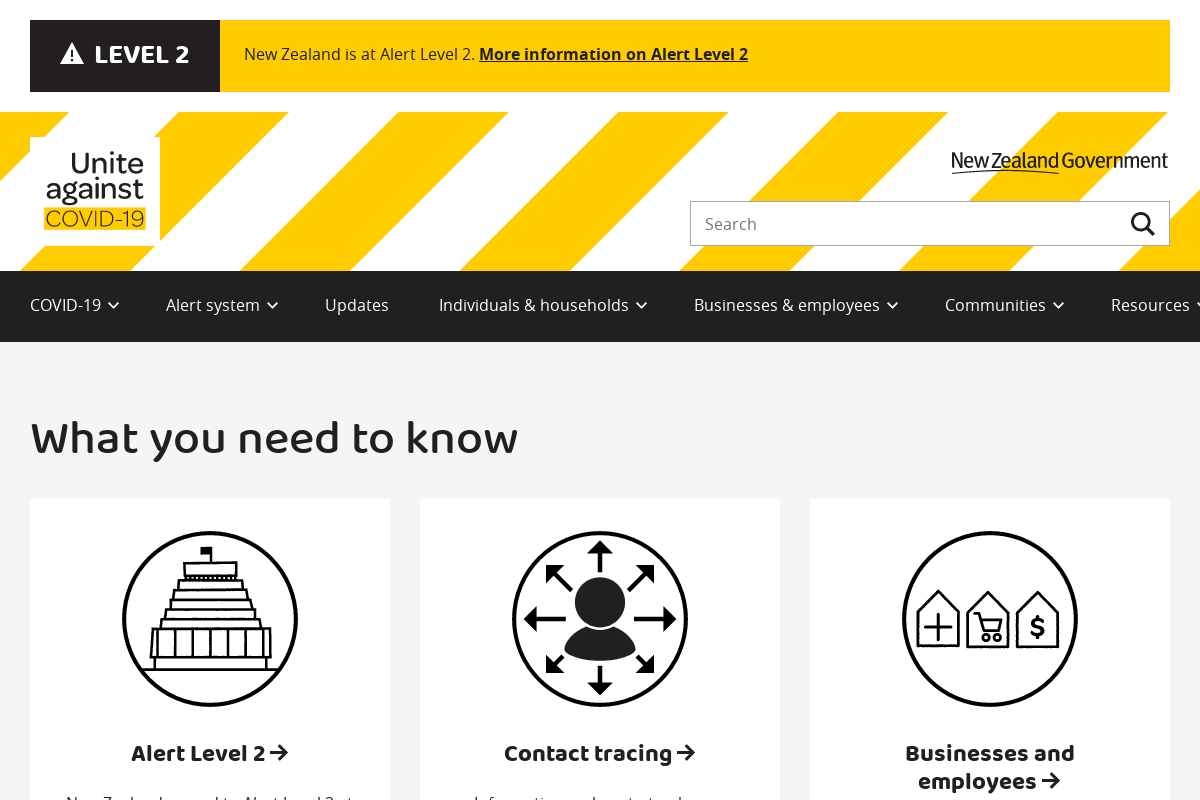 LEVEL 2
New Zealand is at Alert Level 2. More information on Alert Level 2
Unite
against
COVID-19
New Zealand Government
Search
COVID-19 Alert system Updates Individuals & households Businesses & employees Communities Resources
What you need to know
$
Alert Level 2
Contact tracing
Businesses and
employees